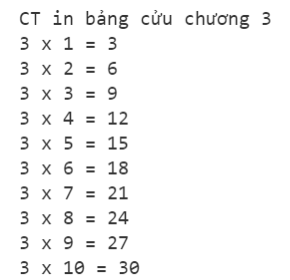 CT in bảng cửu chương 3
3 x 1 = 3
3 x 2 = 6
3 x 3 = 9
3 x 4 = 12
3 x 5 = 15
3 x 6 = 18
3 x 7 = 21
3 x 8 = 24
3 x 9 = 27
3 x 10 = 30